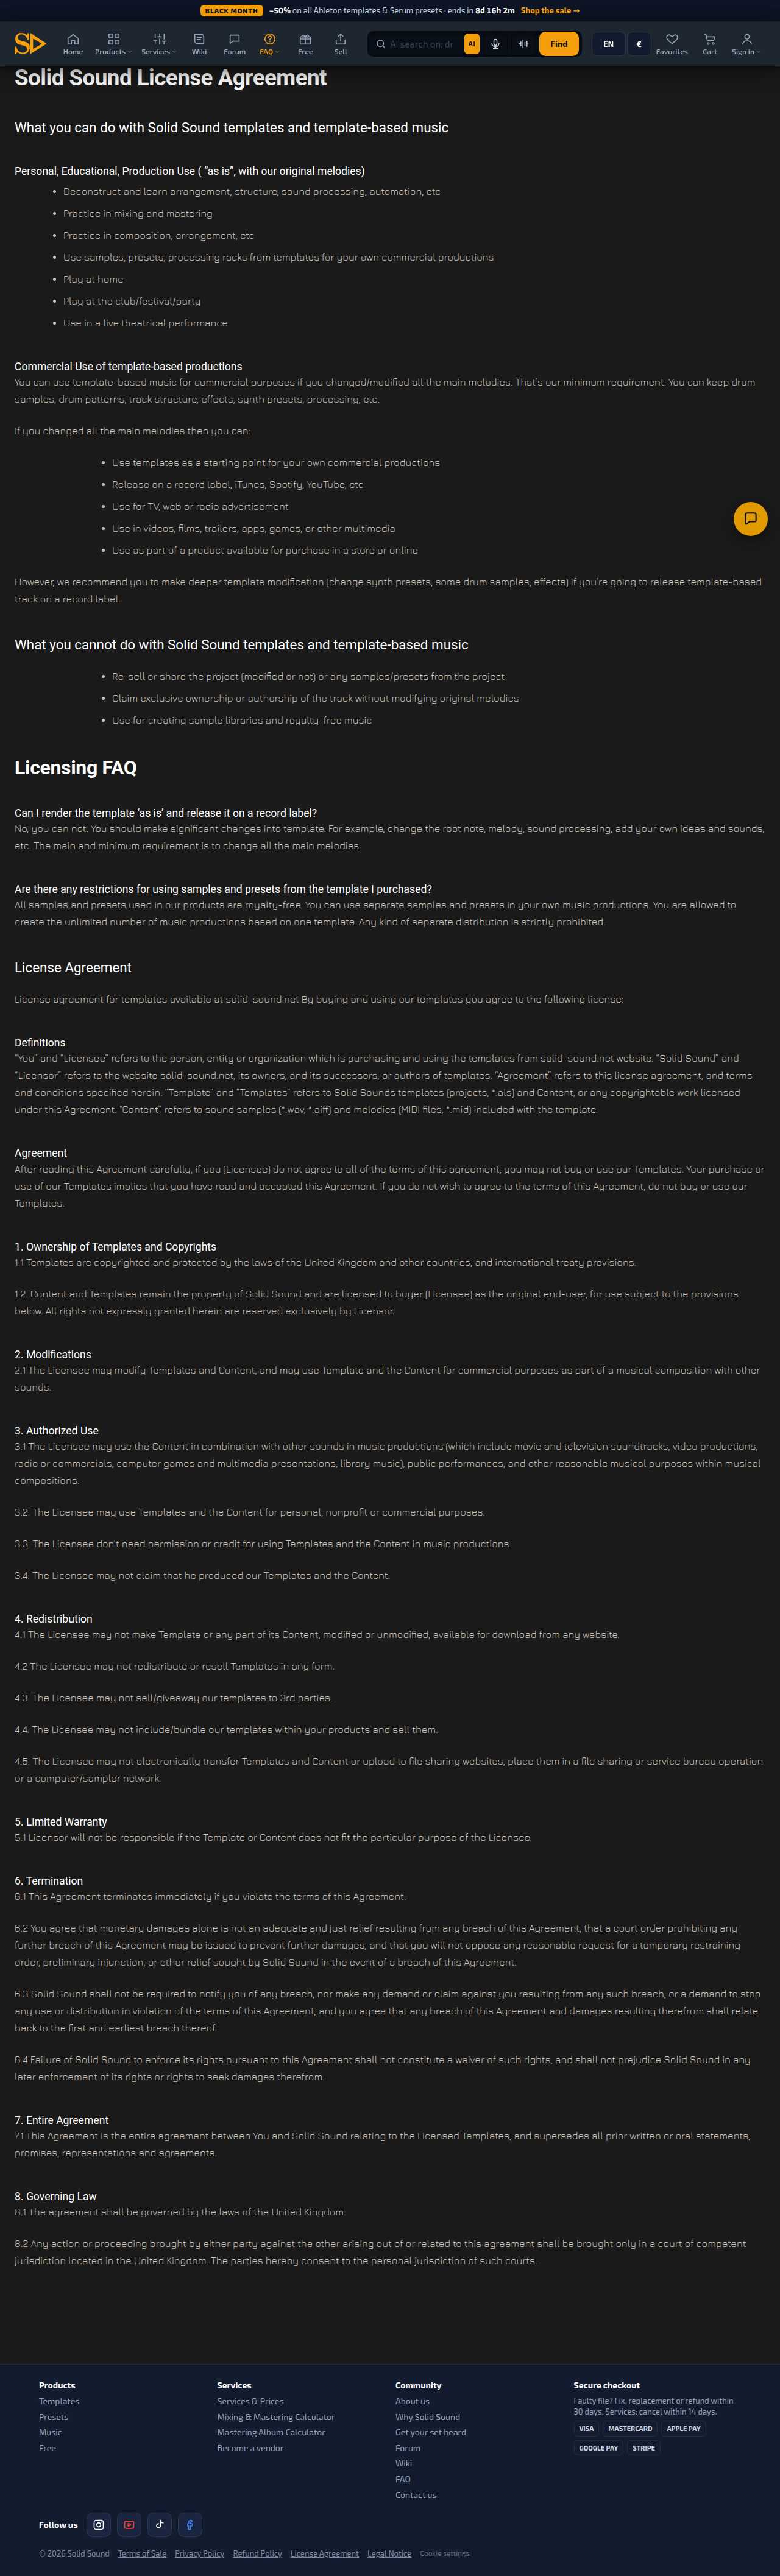 BLACK MONTH −50% on all Ableton templates & Serum presets · ends in 8d 16h 2m Shop the sale →
Home Products Services Wiki Forum FAQ Free Sell AI search on: de AI Find EN € Favorites Cart Sign In
Solid Sound License Agreement
What you can do with Solid Sound templates and template-based music
Personal, Educational, Production Use ( “as is”, with our original melodies)
• Deconstruct and learn arrangement, structure, sound processing, automation, etc
• Practice in mixing and mastering
• Practice in composition, arrangement, etc
• Use samples, presets, processing racks from templates for your own commercial productions
• Play at home
• Play at the club/festival/party
• Use in a live theatrical performance
Commercial Use of template-based productions
You can use template-based music for commercial purposes if you changed/modified all the main melodies. That’s our minimum requirement. You can keep drum
samples, drum patterns, track structure, effects, synth presets, processing, etc.
If you changed all the main melodies then you can:
• Use templates as a starting point for your own commercial productions
• Release on a record label, iTunes, Spotify, YouTube, etc
• Use for TV, web or radio advertisement
• Use in videos, films, trailers, apps, games, or other multimedia
• Use as part of a product available for purchase in a store or online
However, we recommend you to make deeper template modification (change synth presets, some drum samples, effects) if you’re going to release template-based
track on a record label.
What you cannot do with Solid Sound templates and template-based music
• Re-sell or share the project (modified or not) or any samples/presets from the project
• Claim exclusive ownership or authorship of the track without modifying original melodies
• Use for creating sample libraries and royalty-free music
Licensing FAQ
Can I render the template ‘as is’ and release it on a record label?
No, you can not. You should make significant changes into template. For example, change the root note, melody, sound processing, add your own ideas and sounds,
etc. The main and minimum requirement is to change all the main melodies.
Are there any restrictions for using samples and presets from the template I purchased?
All samples and presets used in our products are royalty-free. You can use separate samples and presets in your own music productions. You are allowed to
create the unlimited number of music productions based on one template. Any kind of separate distribution is strictly prohibited.
License Agreement
License agreement for templates available at solid-sound.net By buying and using our templates you agree to the following license:
Definitions
“You” and “Licensee” refers to the person, entity or organization which is purchasing and using the templates from solid-sound.net website. “Solid Sound” and
“Licensor” refers to the website solid-sound.net, its owners, and its successors, or authors of templates. “Agreement” refers to this license agreement, and terms
and conditions specified herein. “Template” and “Templates” refers to Solid Sounds templates (projects, *.als) and Content, or any copyrightable work licensed
under this Agreement. “Content” refers to sound samples (*.wav, *.aiff) and melodies (MIDI files, *.mid) included with the template.
Agreement
After reading this Agreement carefully, if you (Licensee) do not agree to all of the terms of this agreement, you may not buy or use our Templates. Your purchase or
use of our Templates implies that you have read and accepted this Agreement. If you do not wish to agree to the terms of this Agreement, do not buy or use our
Templates.
1. Ownership of Templates and Copyrights
1.1 Templates are copyrighted and protected by the laws of the United Kingdom and other countries, and international treaty provisions.
1.2. Content and Templates remain the property of Solid Sound and are licensed to buyer (Licensee) as the original end-user, for use subject to the provisions
below. All rights not expressly granted herein are reserved exclusively by Licensor.
2. Modifications
2.1 The Licensee may modify Templates and Content, and may use Template and the Content for commercial purposes as part of a musical composition with other
sounds.
3. Authorized Use
3.1 The Licensee may use the Content in combination with other sounds in music productions (which include movie and television soundtracks, video productions,
radio or commercials, computer games and multimedia presentations, library music), public performances, and other reasonable musical purposes within musical
compositions.
3.2. The Licensee may use Templates and the Content for personal, nonprofit or commercial purposes.
3.3. The Licensee don’t need permission or credit for using Templates and the Content in music productions.
3.4. The Licensee may not claim that he produced our Templates and the Content.
4. Redistribution
4.1 The Licensee may not make Template or any part of its Content, modified or unmodified, available for download from any website.
4.2 The Licensee may not redistribute or resell Templates in any form.
4.3. The Licensee may not sell/giveaway our templates to 3rd parties.
4.4. The Licensee may not include/bundle our templates within your products and sell them.
4.5. The Licensee may not electronically transfer Templates and Content or upload to file sharing websites, place them in a file sharing or service bureau operation
or a computer/sampler network.
5. Limited Warranty
5.1 Licensor will not be responsible if the Template or Content does not fit the particular purpose of the Licensee.
6. Termination
6.1 This Agreement terminates immediately if you violate the terms of this Agreement.
6.2 You agree that monetary damages alone is not an adequate and just relief resulting from any breach of this Agreement, that a court order prohibiting any
further breach of this Agreement may be issued to prevent further damages, and that you will not oppose any reasonable request for a temporary restraining
order, preliminary injunction, or other relief sought by Solid Sound in the event of a breach of this Agreement.
6.3 Solid Sound shall not be required to notify you of any breach, nor make any demand or claim against you resulting from any such breach, or a demand to stop
any use or distribution in violation of the terms of this Agreement, and you agree that any breach of this Agreement and damages resulting therefrom shall relate
back to the first and earliest breach thereof.
6.4 Failure of Solid Sound to enforce its rights pursuant to this Agreement shall not constitute a waiver of such rights, and shall not prejudice Solid Sound in any
later enforcement of its rights or rights to seek damages therefrom.
7. Entire Agreement
7.1 This Agreement is the entire agreement between You and Solid Sound relating to the Licensed Templates, and supersedes all prior written or oral statements,
promises, representations and agreements.
8. Governing Law
8.1 The agreement shall be governed by the laws of the United Kingdom.
8.2 Any action or proceeding brought by either party against the other arising out of or related to this agreement shall be brought only in a court of competent
jurisdiction located in the United Kingdom. The parties hereby consent to the personal jurisdiction of such courts.
Products
Templates
Presets
Music
Free
Services
Services & Prices
Mixing & Mastering Calculator
Mastering Album Calculator
Become a vendor
Community
About us
Why Solid Sound
Get your set heard
Forum
Wiki
FAQ
Contact us
Secure checkout
Faulty file? Fix, replacement or refund within
30 days. Services: cancel within 14 days.
VISA MASTERCARD APPLE PAY
GOOGLE PAY STRIPE
Follow us
© 2026 Solid Sound Terms of Sale Privacy Policy Refund Policy License Agreement Legal Notice Cookie settings